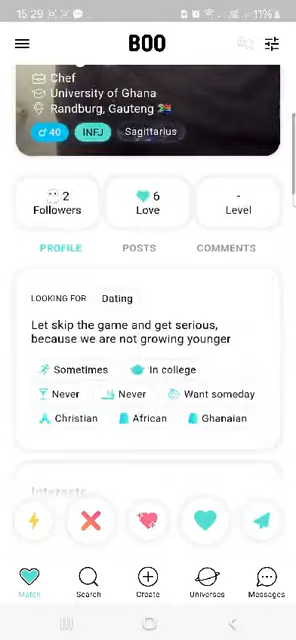 15:29
11%
BOO
Chef
University of Ghana
Randburg, Gauteng
40 INFJ Sagittarius
2 6 -
Followers Love Level
PROFILE POSTS COMMENTS
LOOKING FOR Dating
Let skip the game and get serious,
because we are not growing younger
Sometimes In college
Never Never Want someday
Christian African Ghanaian
Interests
Match Search Create Universes Messages